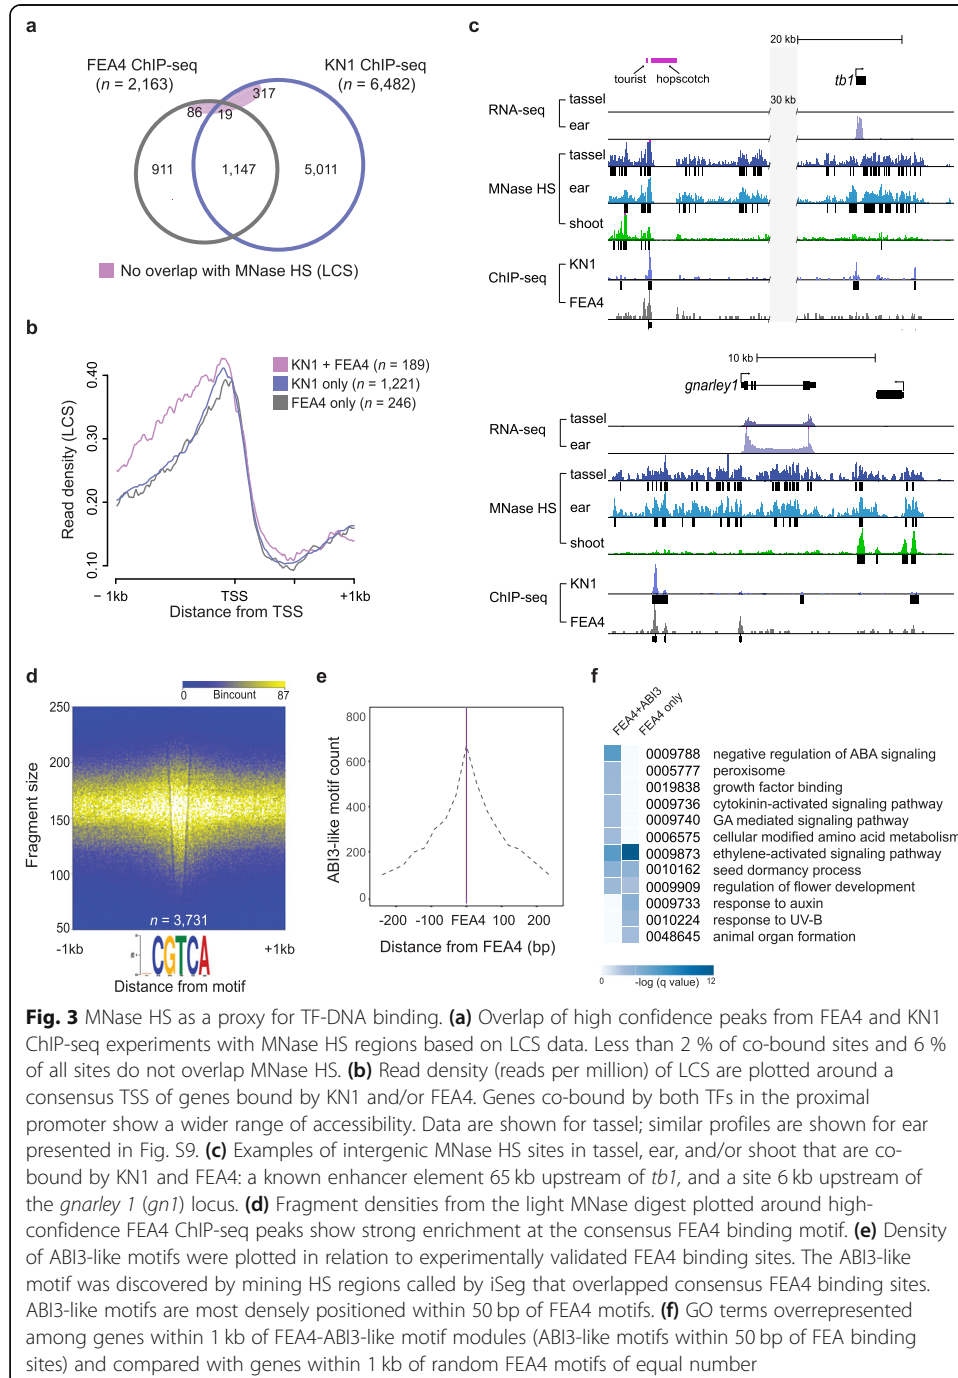 a
FEA4 ChIP-seq
(n = 2,163)
KN1 ChIP-seq
(n = 6,482)
317
86
19
911
1,147
5,011
No overlap with MNase HS (LCS)
b
KN1 + FEA4 (n = 189)
KN1 only (n = 1,221)
FEA4 only (n = 246)
Read density (LCS)
0.40
0.30
0.20
0.10
– 1kb
TSS
+1kb
Distance from TSS
c
20 kb
tourist
hopscotch
tb1
30 kb
RNA-seq
tassel
ear
MNase HS
tassel
ear
shoot
ChIP-seq
KN1
FEA4
10 kb
gnarley1
RNA-seq
tassel
ear
MNase HS
tassel
ear
shoot
ChIP-seq
KN1
FEA4
d
0
Bincount
87
Fragment size
250
200
150
100
50
n = 3,731
-1kb
+1kb
CGTCA
Distance from motif
e
ABI3-like motif count
800
600
400
200
0
-200
-100
FEA4
100
200
Distance from FEA4 (bp)
f
FEA4+ABI3
FEA4 only
0009788 negative regulation of ABA signaling
0005777 peroxisome
0019838 growth factor binding
0009736 cytokinin-activated signaling pathway
0009740 GA mediated signaling pathway
0006575 cellular modified amino acid metabolism
0009873 ethylene-activated signaling pathway
0010162 seed dormancy process
0009909 regulation of flower development
0009733 response to auxin
0010224 response to UV-B
0048645 animal organ formation
0
-log (q value)
12
Fig. 3 MNase HS as a proxy for TF-DNA binding. (a) Overlap of high confidence peaks from FEA4 and KN1
ChIP-seq experiments with MNase HS regions based on LCS data. Less than 2 % of co-bound sites and 6 %
of all sites do not overlap MNase HS. (b) Read density (reads per million) of LCS are plotted around a
consensus TSS of genes bound by KN1 and/or FEA4. Genes co-bound by both TFs in the proximal
promoter show a wider range of accessibility. Data are shown for tassel; similar profiles are shown for ear
presented in Fig. S9. (c) Examples of intergenic MNase HS sites in tassel, ear, and/or shoot that are co-
bound by KN1 and FEA4: a known enhancer element 65 kb upstream of tb1, and a site 6 kb upstream of
the gnarley 1 (gn1) locus. (d) Fragment densities from the light MNase digest plotted around high-
confidence FEA4 ChIP-seq peaks show strong enrichment at the consensus FEA4 binding motif. (e) Density
of ABI3-like motifs were plotted in relation to experimentally validated FEA4 binding sites. The ABI3-like
motif was discovered by mining HS regions called by iSeg that overlapped consensus FEA4 binding sites.
ABI3-like motifs are most densely positioned within 50 bp of FEA4 motifs. (f) GO terms overrepresented
among genes within 1 kb of FEA4-ABI3-like motif modules (ABI3-like motifs within 50 bp of FEA binding
sites) and compared with genes within 1 kb of random FEA4 motifs of equal number